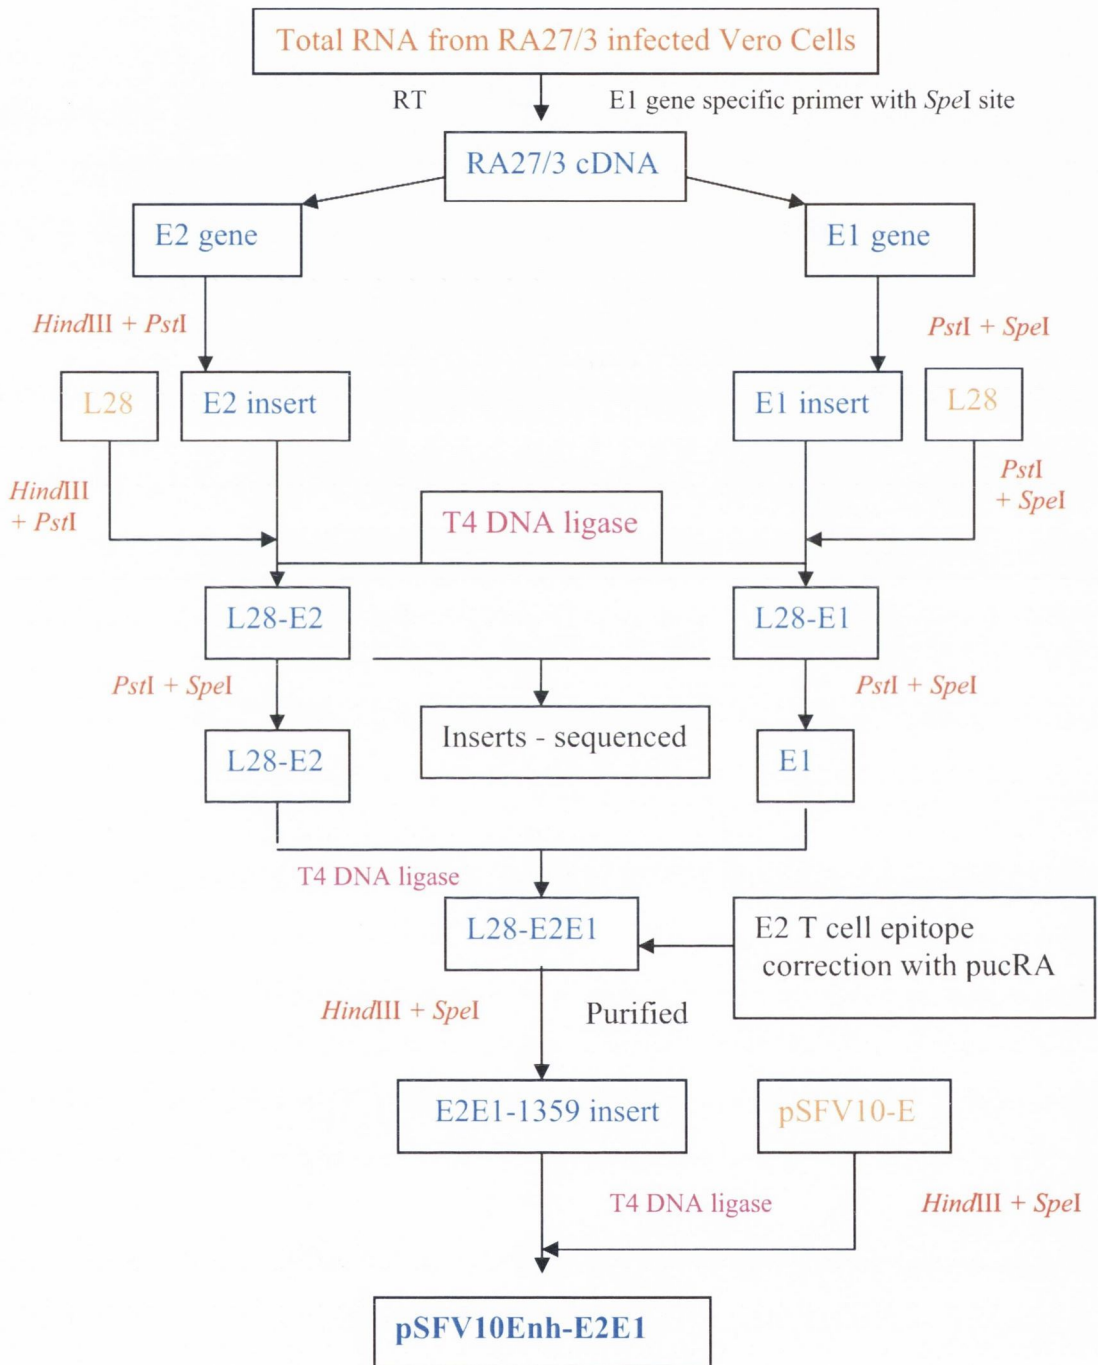 Total RNA from RA27/3 infected Vero Cells
RT
E1 gene specific primer with SpeI site
RA27/3 cDNA
E2 gene
E1 gene
HindIII + PstI
PstI + SpeI
L28
E2 insert
E1 insert
L28
HindIII
+ PstI
T4 DNA ligase
PstI
+ SpeI
L28-E2
L28-E1
PstI + SpeI
PstI + SpeI
L28-E2
Inserts - sequenced
E1
T4 DNA ligase
L28-E2E1
E2 T cell epitope
correction with pucRA
HindIII + SpeI
Purified
E2E1-1359 insert
pSFV10-E
T4 DNA ligase
HindIII + SpeI
pSFV10Enh-E2E1